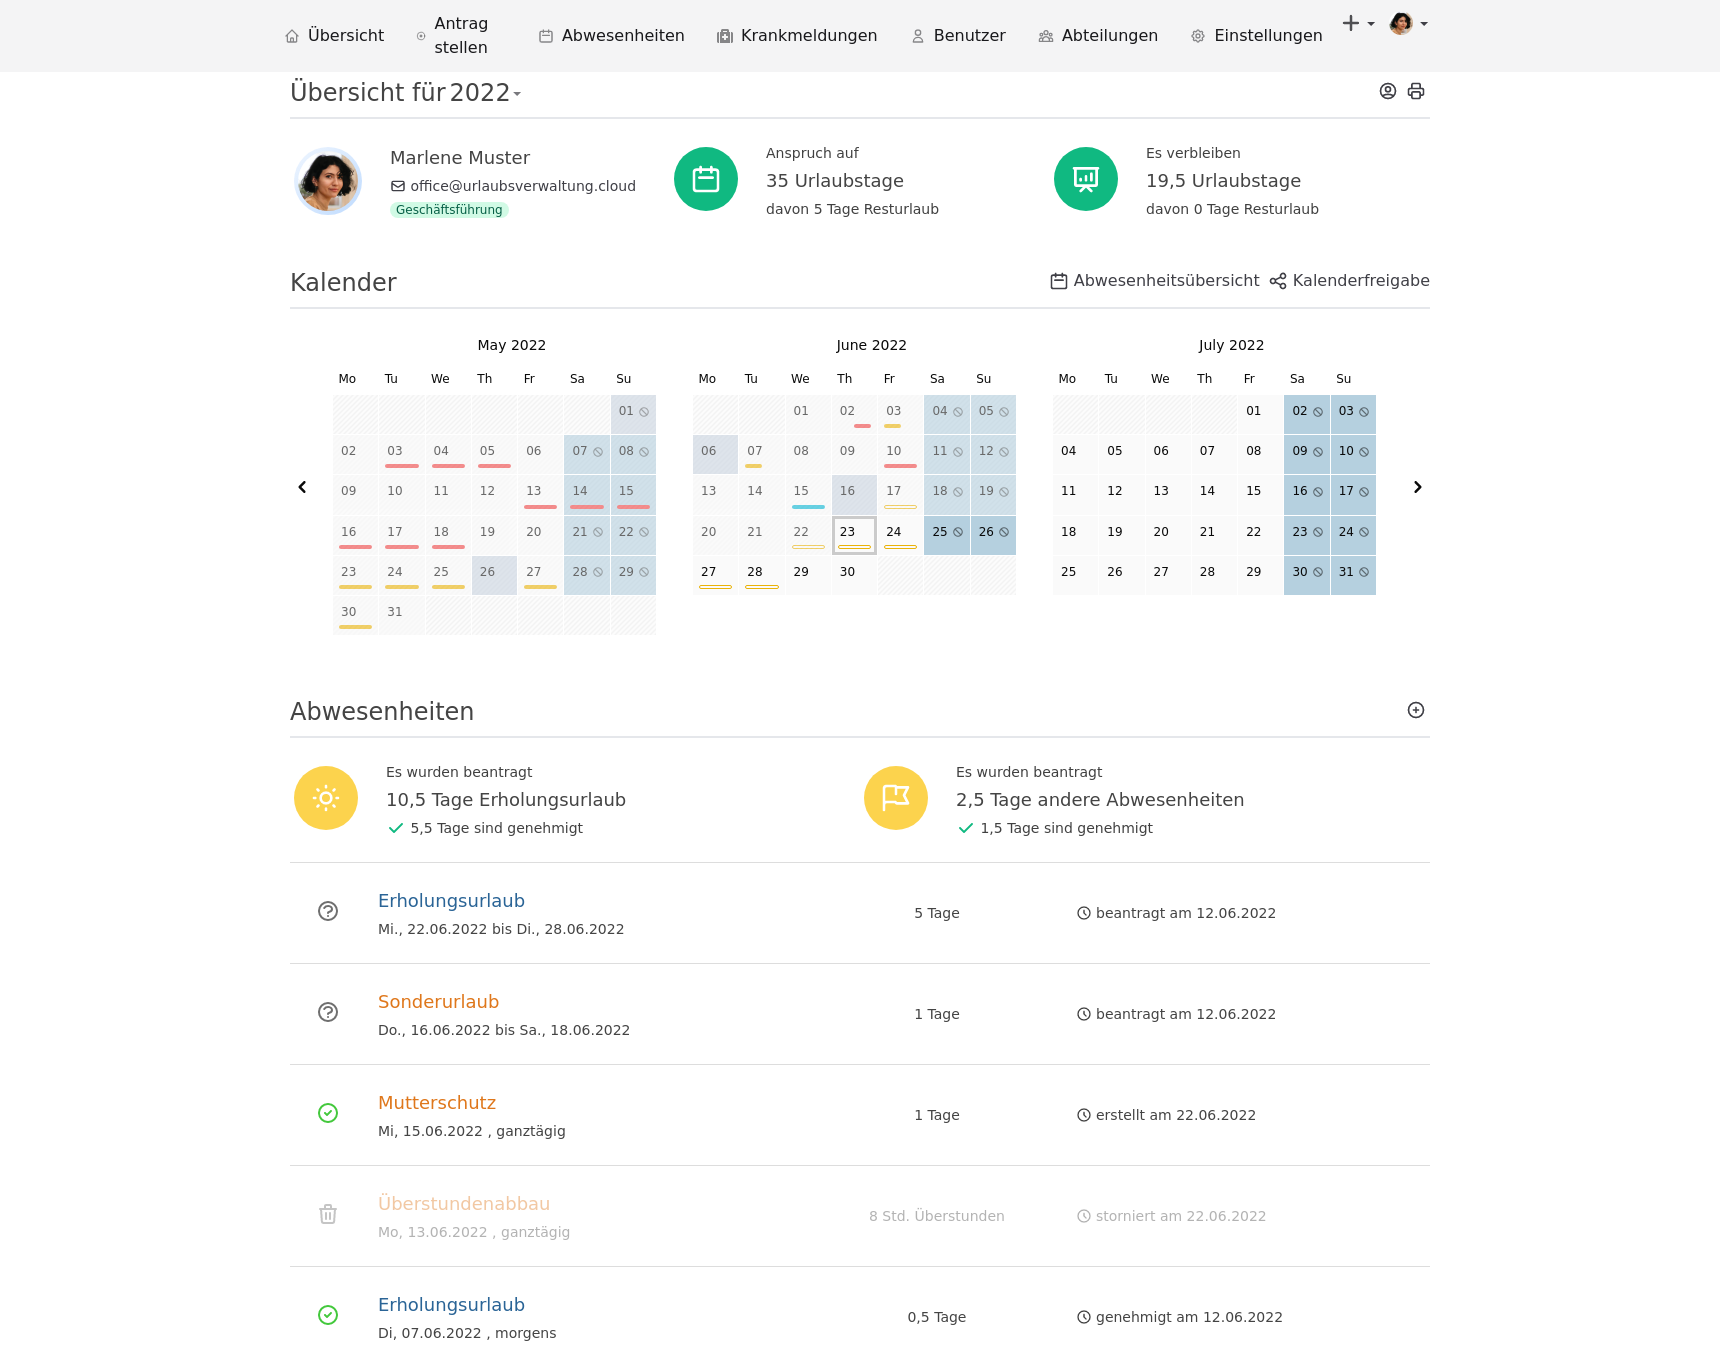 Übersicht
Antrag stellen
Abwesenheiten
Krankmeldungen
Benutzer
Abteilungen
Einstellungen
Übersicht für 2022
Marlene Muster
office@urlaubsverwaltung.cloud
Geschäftsführung
Anspruch auf
35 Urlaubstage
davon 5 Tage Resturlaub
Es verbleiben
19,5 Urlaubstage
davon 0 Tage Resturlaub
Kalender
Abwesenheitsübersicht
Kalenderfreigabe
May 2022
Mo Tu We Th Fr Sa Su
01
02 03 04 05 06 07 08
09 10 11 12 13 14 15
16 17 18 19 20 21 22
23 24 25 26 27 28 29
30 31
June 2022
Mo Tu We Th Fr Sa Su
01 02 03 04 05
06 07 08 09 10 11 12
13 14 15 16 17 18 19
20 21 22 23 24 25 26
27 28 29 30
July 2022
Mo Tu We Th Fr Sa Su
01 02 03
04 05 06 07 08 09 10
11 12 13 14 15 16 17
18 19 20 21 22 23 24
25 26 27 28 29 30 31
Abwesenheiten
Es wurden beantragt
10,5 Tage Erholungsurlaub
5,5 Tage sind genehmigt
Es wurden beantragt
2,5 Tage andere Abwesenheiten
1,5 Tage sind genehmigt
Erholungsurlaub
Mi., 22.06.2022 bis Di., 28.06.2022
5 Tage
beantragt am 12.06.2022
Sonderurlaub
Do., 16.06.2022 bis Sa., 18.06.2022
1 Tage
beantragt am 12.06.2022
Mutterschutz
Mi, 15.06.2022 , ganztägig
1 Tage
erstellt am 22.06.2022
Überstundenabbau
Mo, 13.06.2022 , ganztägig
8 Std. Überstunden
storniert am 22.06.2022
Erholungsurlaub
Di, 07.06.2022 , morgens
0,5 Tage
genehmigt am 12.06.2022